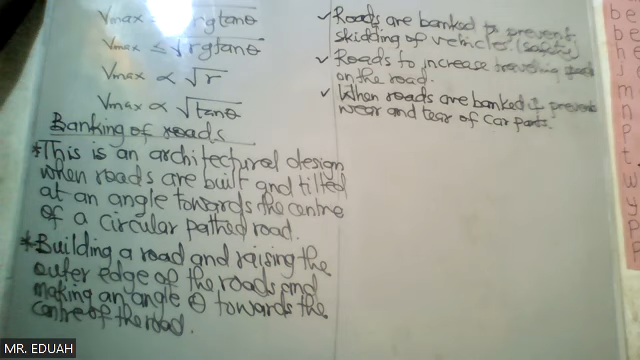 Vmax = √rgtanθ
Vmax ≤ √rgtanθ
Vmax ∝ √r
Vmax ∝ √tanθ
Banking of roads
*This is an architectured design
when roads are built and tilted
at an angle towards the centre
of a circular pathed road.
*Building a road and raising the
outer edge of the roads and
making an angle θ towards the
centre of the road.
✓ Roads are banked to prevent
skidding of vehicles. (safety)
✓ Roads to increase travelling
on the road.
✓ When roads are banked prevents
wear and tear of car parts.
MR. EDUAH